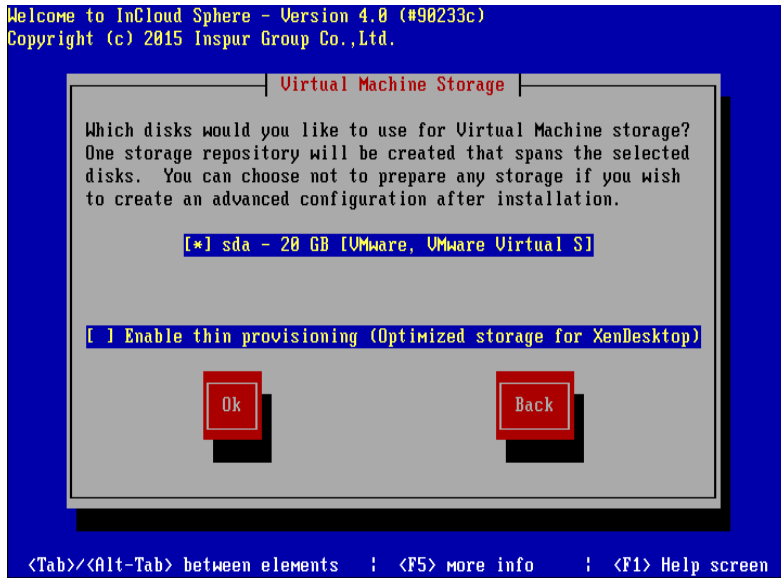 Welcome to InCloud Sphere - Version 4.0 (#90233c)
Copyright (c) 2015 Inspur Group Co.,Ltd.
Virtual Machine Storage
Which disks would you like to use for Virtual Machine storage?
One storage repository will be created that spans the selected
disks.  You can choose not to prepare any storage if you wish
to create an advanced configuration after installation.
[*] sda - 20 GB [VMware, VMware Virtual S]
[ ] Enable thin provisioning (Optimized storage for XenDesktop)
Ok
Back
<Tab>/<Alt-Tab> between elements   ¦  <F5> more info     ¦  <F1> Help screen